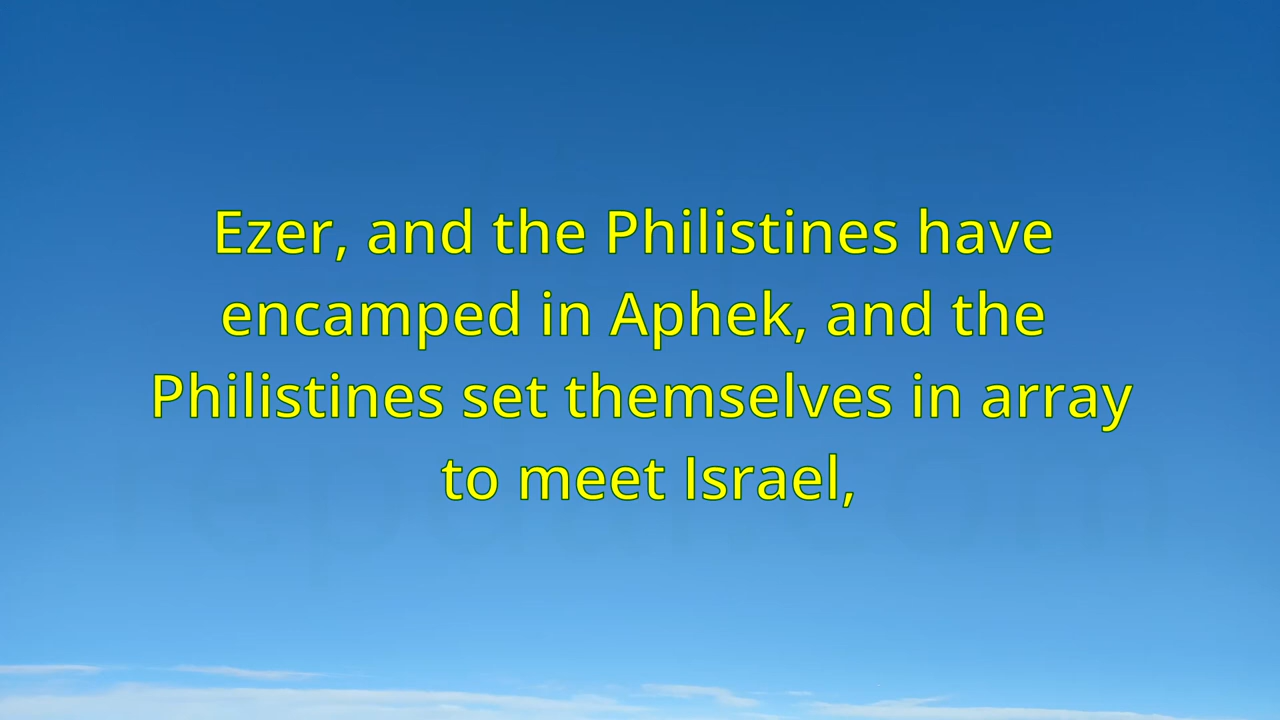 Ezer, and the Philistines have
encamped in Aphek, and the
Philistines set themselves in array
to meet Israel,